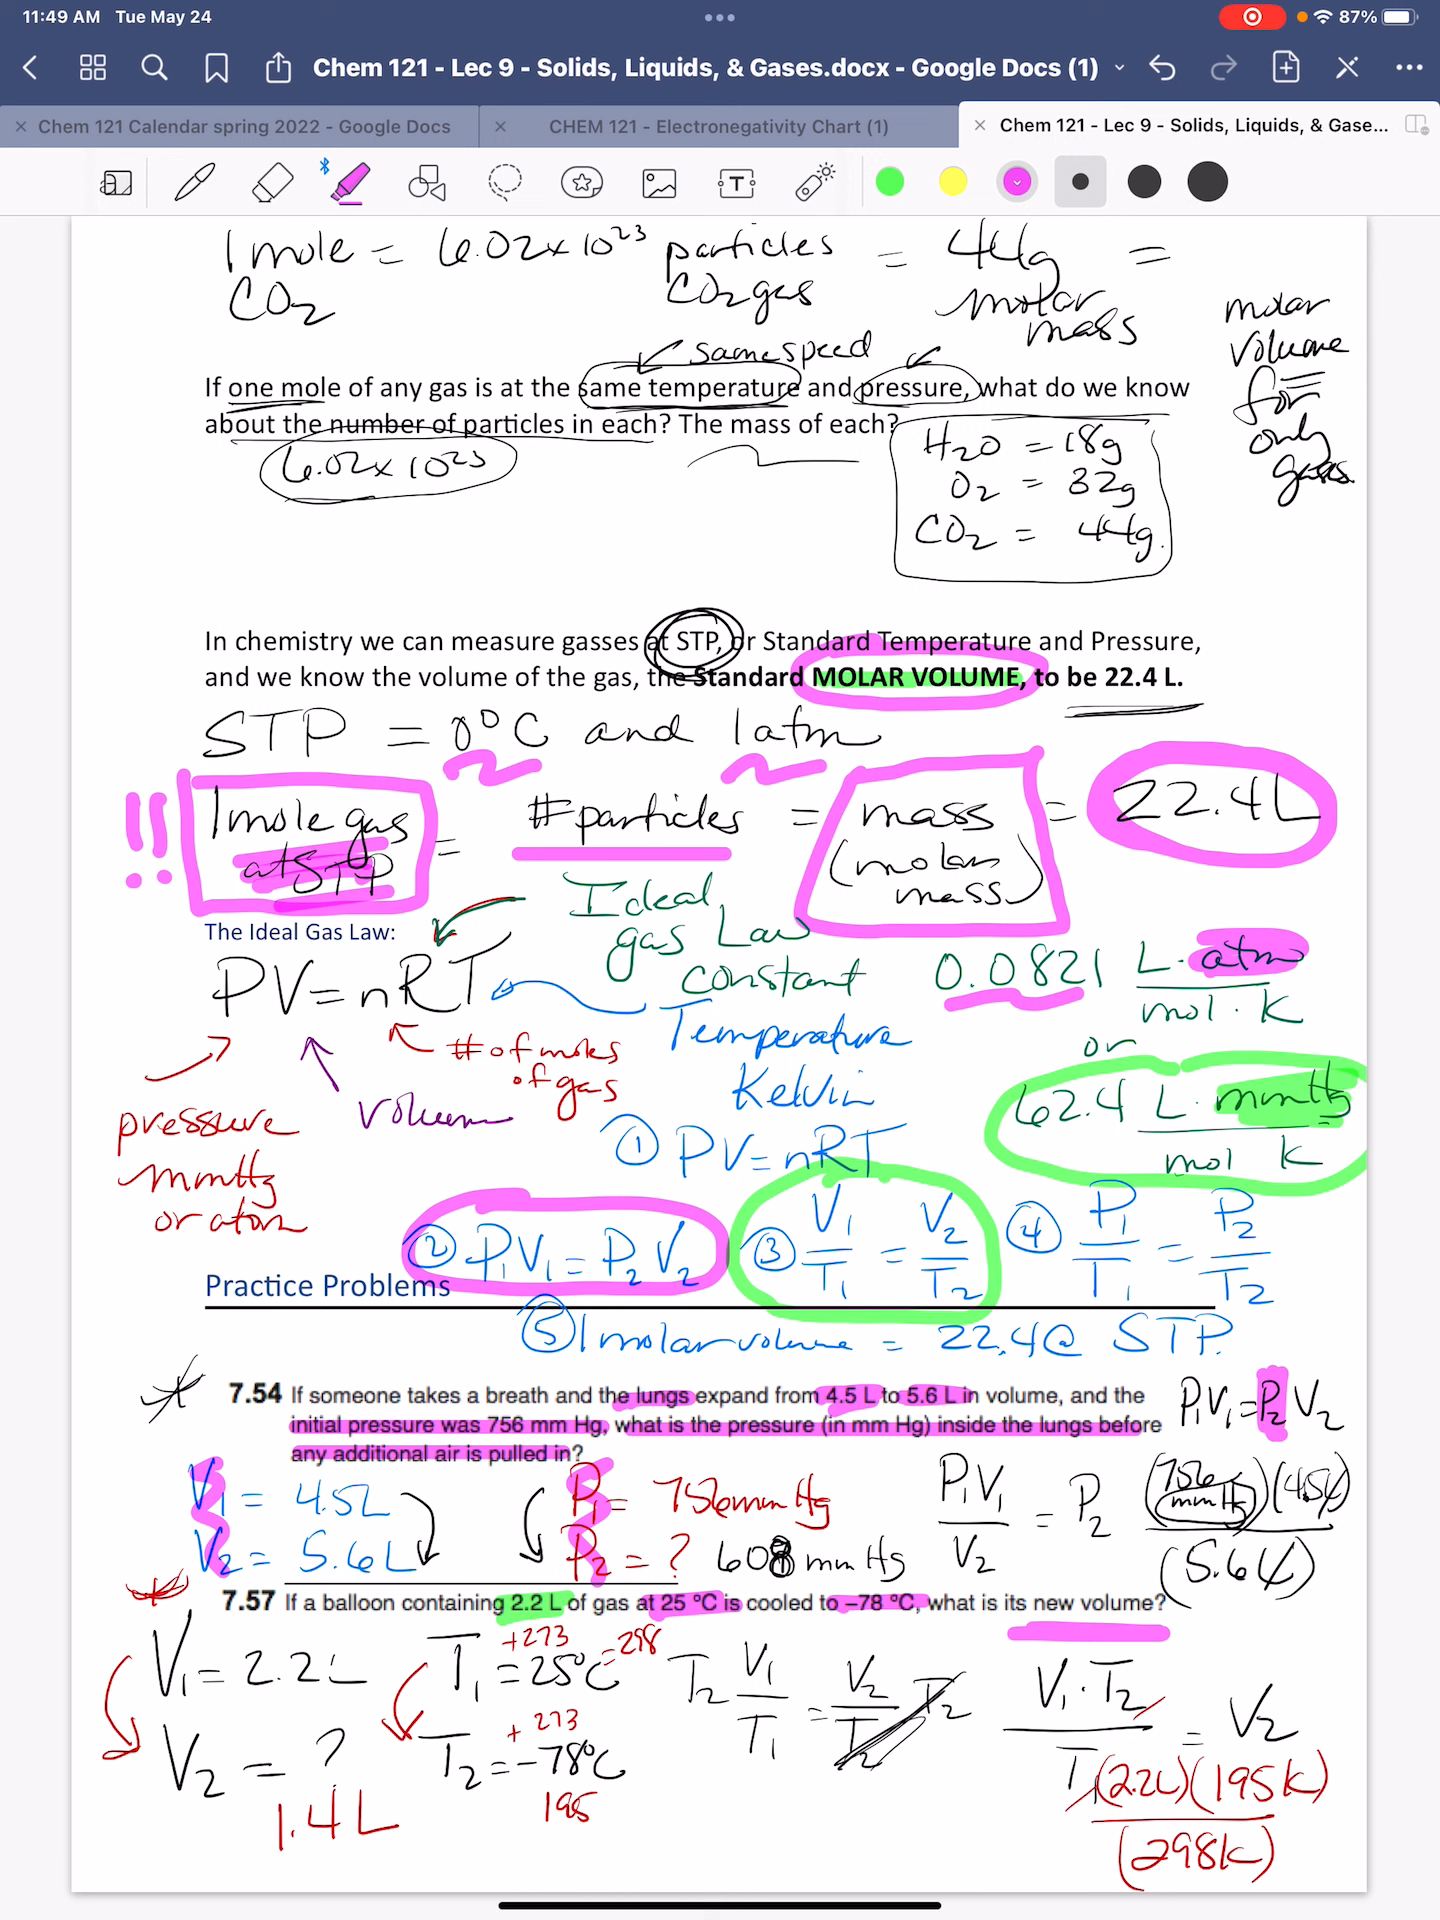 11:49 AM Tue May 24
87%
Chem 121 - Lec 9 - Solids, Liquids, & Gases.docx - Google Docs (1)
Chem 121 Calendar spring 2022 - Google Docs
CHEM 121 - Electronegativity Chart (1)
Chem 121 - Lec 9 - Solids, Liquids, & Gase...
1 mole = 6.02 x 10²³ particles = 44g =
CO₂ CO₂ gas molar mass
molar volume for only gases
same speed
If one mole of any gas is at the same temperature and pressure, what do we know
about the number of particles in each? The mass of each?
6.02 x 10²³
H₂O = 18g
O₂ = 32g
CO₂ = 44g.
In chemistry we can measure gasses at STP, or Standard Temperature and Pressure,
and we know the volume of the gas, the Standard MOLAR VOLUME, to be 22.4 L.
STP = 0°C and 1 atm
!! 1 mole gas at STP = # particles = mass (molar mass) = 22.4L
The Ideal Gas Law:
Ideal gas Law constant
0.0821 L·atm / mol·K
or
62.4 L·mmHg / mol K
PV=nRT
# of moles of gas
Temperature Kelvin
pressure mmHg or atm
volume
① PV=nRT
② P₁V₁ = P₂V₂
③ V₁/T₁ = V₂/T₂
④ P₁/T₁ = P₂/T₂
Practice Problems
⑤ 1 molar volume = 22.4 @ STP.
7.54 If someone takes a breath and the lungs expand from 4.5 L to 5.6 L in volume, and the
initial pressure was 756 mm Hg, what is the pressure (in mm Hg) inside the lungs before
any additional air is pulled in?
P₁V₁=P₂V₂
V₁ = 4.5L
V₂ = 5.6L
P₁ = 756mm Hg
P₂ = ? 608 mm Hg
P₁V₁/V₂ = P₂
(756 mm Hg)(4.5L)
(5.6L)
7.57 If a balloon containing 2.2 L of gas at 25 °C is cooled to –78 °C, what is its new volume?
V₁ = 2.2L
V₂ = ?
1.4L
+273
T₁ = 25°C = 298
+273
T₂ = -78°C
195
T₂ V₁/T₁ = V₂/T₂ T₂
V₁·T₂/T₁ = V₂
(2.2L)(195K)
(298K)